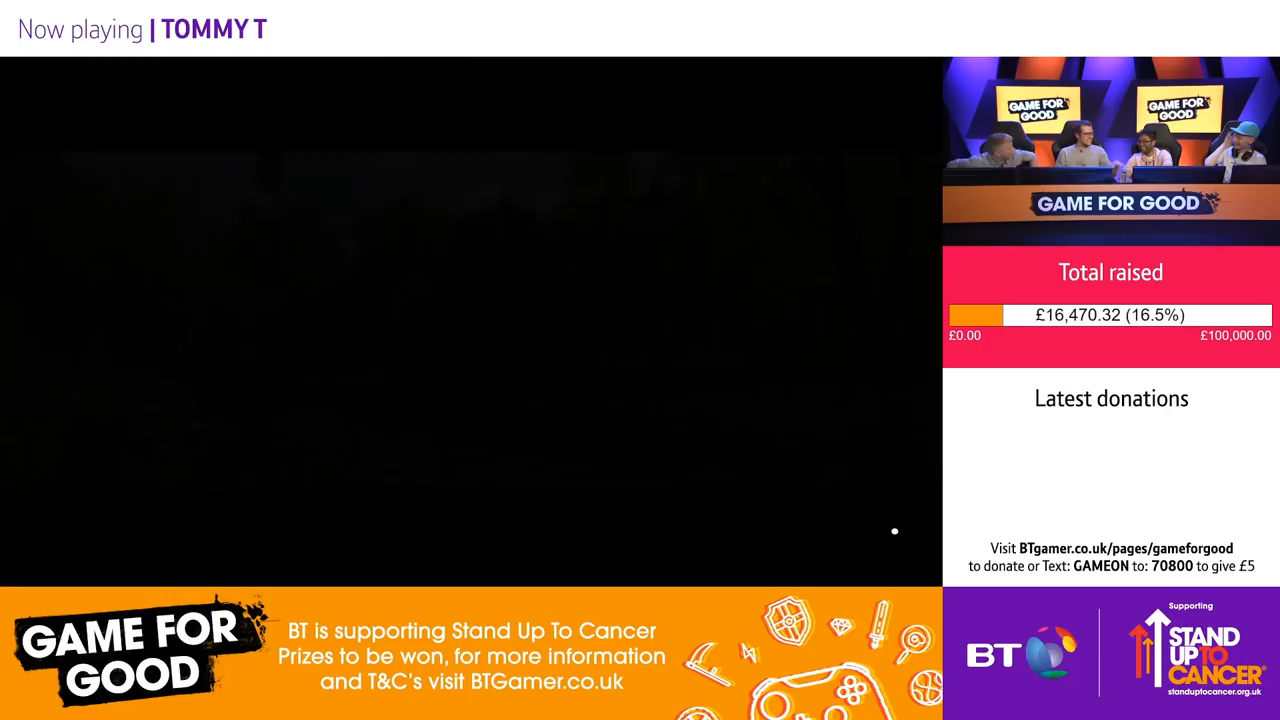 Now playing | TOMMY T
GAME FOR
GOOD
GAME FOR
GOOD
GAME FOR GOOD
Total raised
£16,470.32 (16.5%)
£0.00
£100,000.00
Latest donations
Visit BTgamer.co.uk/pages/gameforgood
to donate or Text: GAMEON to: 70800 to give £5
GAME FOR
GOOD
BT is supporting Stand Up To Cancer
Prizes to be won, for more information
and T&C's visit BTGamer.co.uk
BT
Supporting
STAND
UP TO
CANCER
standuptocancer.org.uk